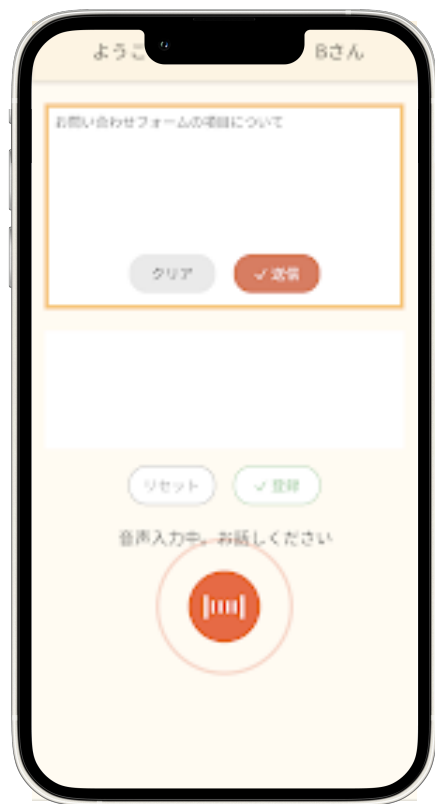 ようこ Bさん
お問い合わせフォームの項目について
クリア ✓ 送信
リセット ✓ 登録
音声入力中。お話しください